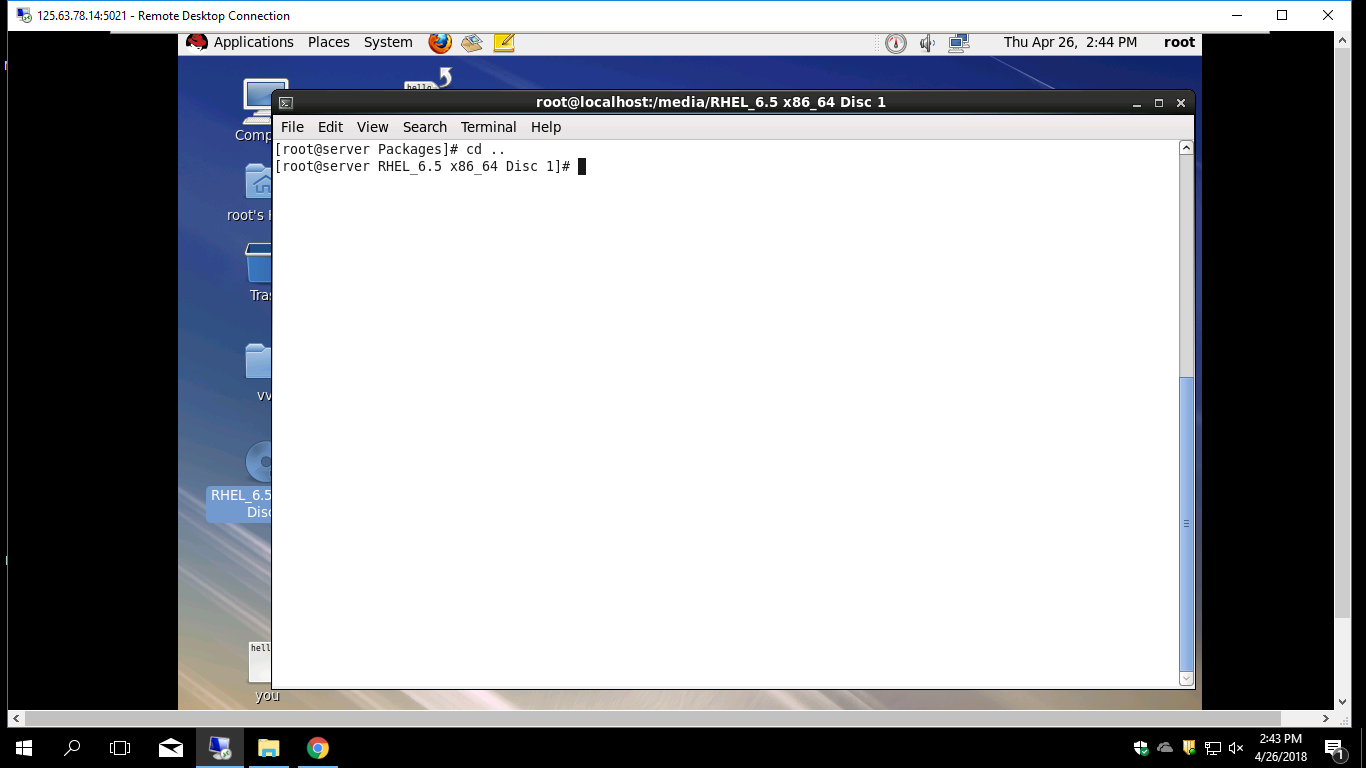 125.63.78.14:5021 - Remote Desktop Connection
Applications Places System Thu Apr 26, 2:44 PM root
hello
root@localhost:/media/RHEL_6.5 x86_64 Disc 1
File Edit View Search Terminal Help
[root@server Packages]# cd ..
[root@server RHEL_6.5 x86_64 Disc 1]#
Comp
root's
Tra
vv
RHEL_6.5
Disc
hell
you
2:43 PM
4/26/2018
1